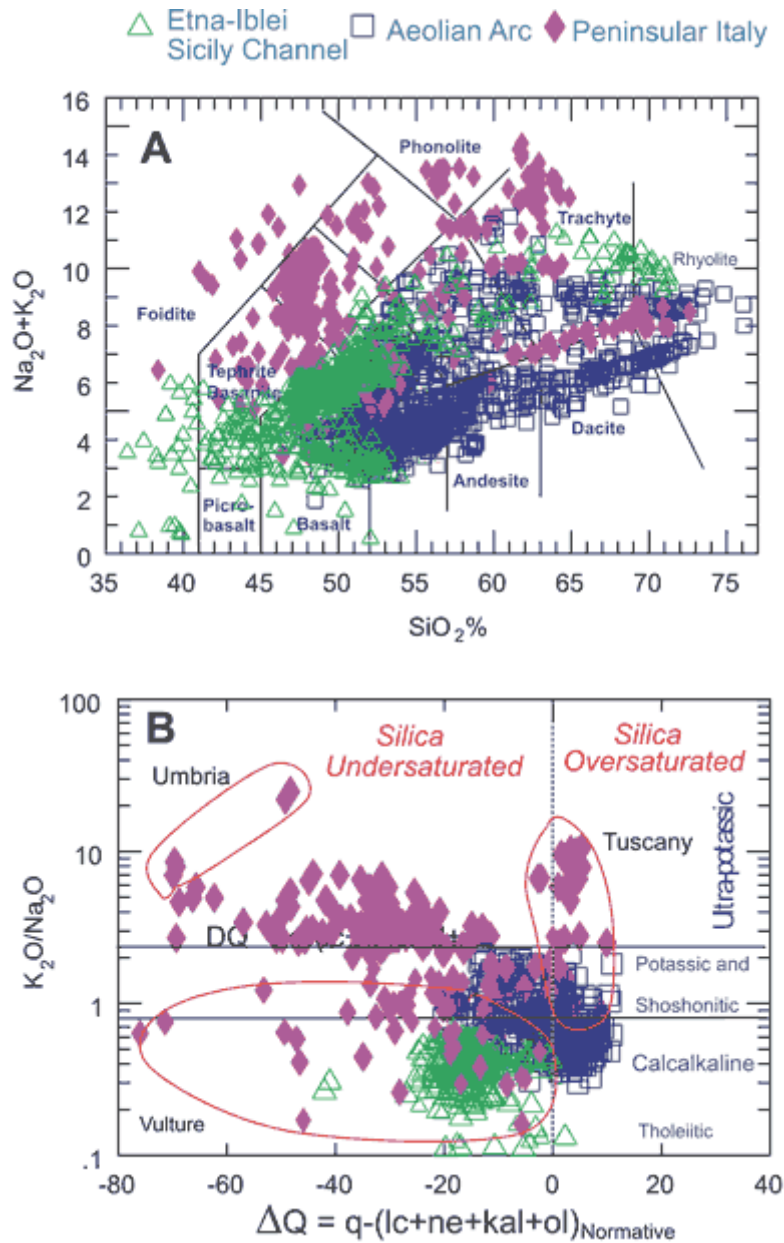 Etna-Iblei
Sicily Channel
Aeolian Arc
Peninsular Italy
A
16
14
12
10
8
6
4
2
0
Na2O+K2O
Phonolite
Trachyte
Rhyolite
Foidite
Tephrite
Dacite
Andesite
Picro-
basalt
Basalt
35 40 45 50 55 60 65 70 75
SiO2%
B
100
10
1
.1
K2O/Na2O
Silica
Undersaturated
Silica
Oversaturated
Umbria
Tuscany
Ultra-potassic
DQ
Potassic and
Shoshonitic
Calcalkaline
Vulture
Tholeiitic
-80 -60 -40 -20 0 20 40
ΔQ = q-(lc+ne+kal+ol)Normative